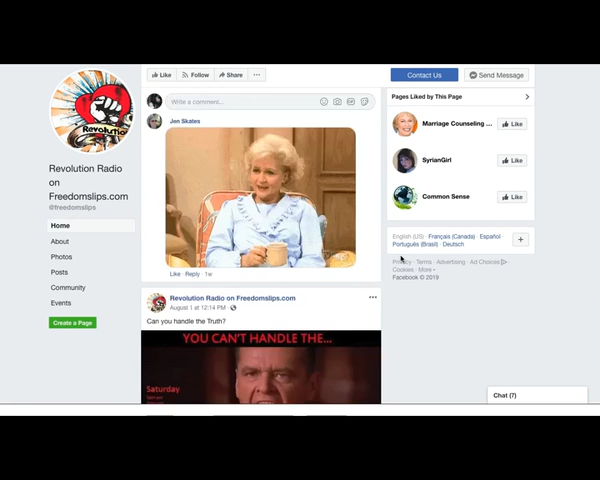 Like
Follow
Share
Contact Us
Send Message
Revolution
Revolution Radio
on
Freedomslips.com
@freedomslips
Home
About
Photos
Posts
Community
Events
Create a Page
Write a comment...
Jen Skates
Like · Reply · 1w
Revolution Radio on Freedomslips.com
August 1 at 12:14 PM ·
Can you handle the Truth?
YOU CAN'T HANDLE THE...
Saturday
Pages Liked by This Page
Marriage Counseling ...
Like
SyrianGirl
Like
Common Sense
Like
English (US) · Français (Canada) · Español ·
Português (Brasil) · Deutsch
Privacy · Terms · Advertising · Ad Choices
Cookies · More
Facebook © 2019
Chat (7)